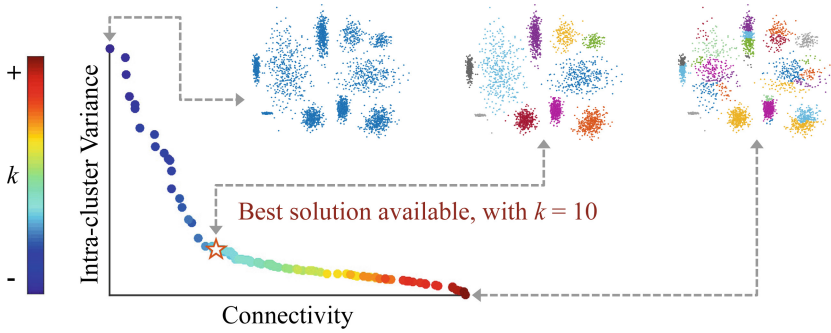 +
k
-
Intra-cluster Variance
Best solution available, with k = 10
Connectivity